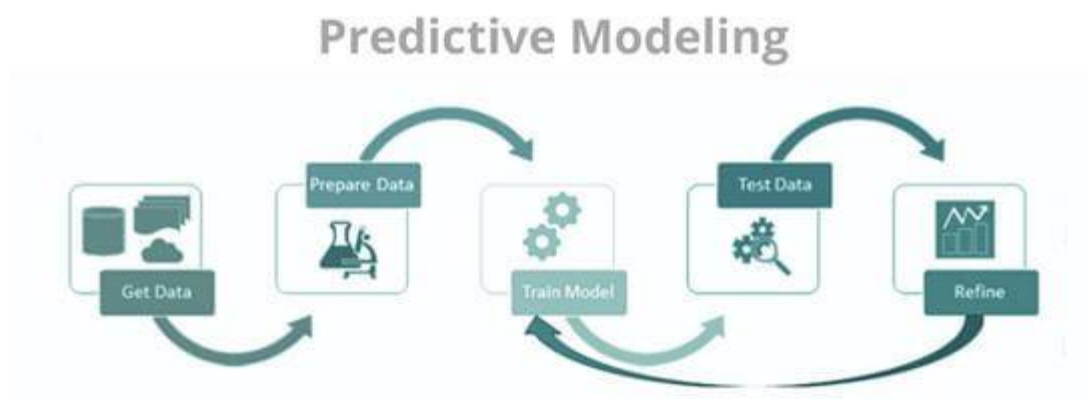 Predictive Modeling
Get Data
Prepare Data
Train Model
Test Data
Refine